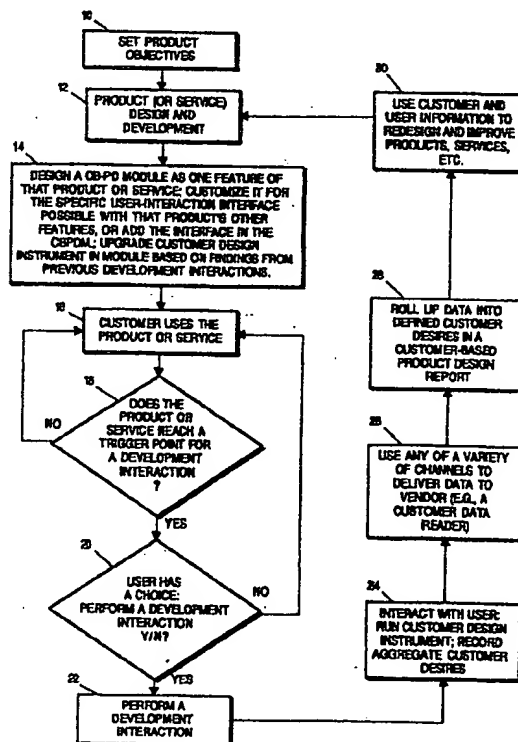 10
SET PRODUCT
OBJECTIVES
12
PRODUCT (OR SERVICE)
DESIGN AND
DEVELOPMENT
14
DESIGN A CB-PD MODULE AS ONE FEATURE OF
THAT PRODUCT OR SERVICE; CUSTOMIZE IT FOR
THE SPECIFIC USER-INTERACTION INTERFACE
POSSIBLE WITH THAT PRODUCT'S OTHER
FEATURES, OR ADD THE INTERFACE IN THE
CBPDM; UPGRADE CUSTOMER DESIGN
INSTRUMENT IN MODULE BASED ON FINDINGS FROM
PREVIOUS DEVELOPMENT INTERACTIONS.
16
CUSTOMER USES THE
PRODUCT OR SERVICE
18
DOES THE
PRODUCT OR
SERVICE REACH A
TRIGGER POINT FOR
A DEVELOPMENT
INTERACTION
?
NO
YES
20
USER HAS
A CHOICE:
PERFORM A DEVELOPMENT
INTERACTION
Y/N?
NO
YES
22
PERFORM A
DEVELOPMENT
INTERACTION
24
INTERACT WITH USER:
RUN CUSTOMER DESIGN
INSTRUMENT; RECORD
AGGREGATE CUSTOMER
DESIRES
26
USE ANY OF A VARIETY
OF CHANNELS TO
DELIVER DATA TO
VENDOR (E.G., A
CUSTOMER DATA
READER)
28
ROLL UP DATA INTO
DEFINED CUSTOMER
DESIRES IN A
CUSTOMER-BASED
PRODUCT DESIGN
REPORT
30
USE CUSTOMER AND
USER INFORMATION TO
REDESIGN AND IMPROVE
PRODUCTS, SERVICES,
ETC.